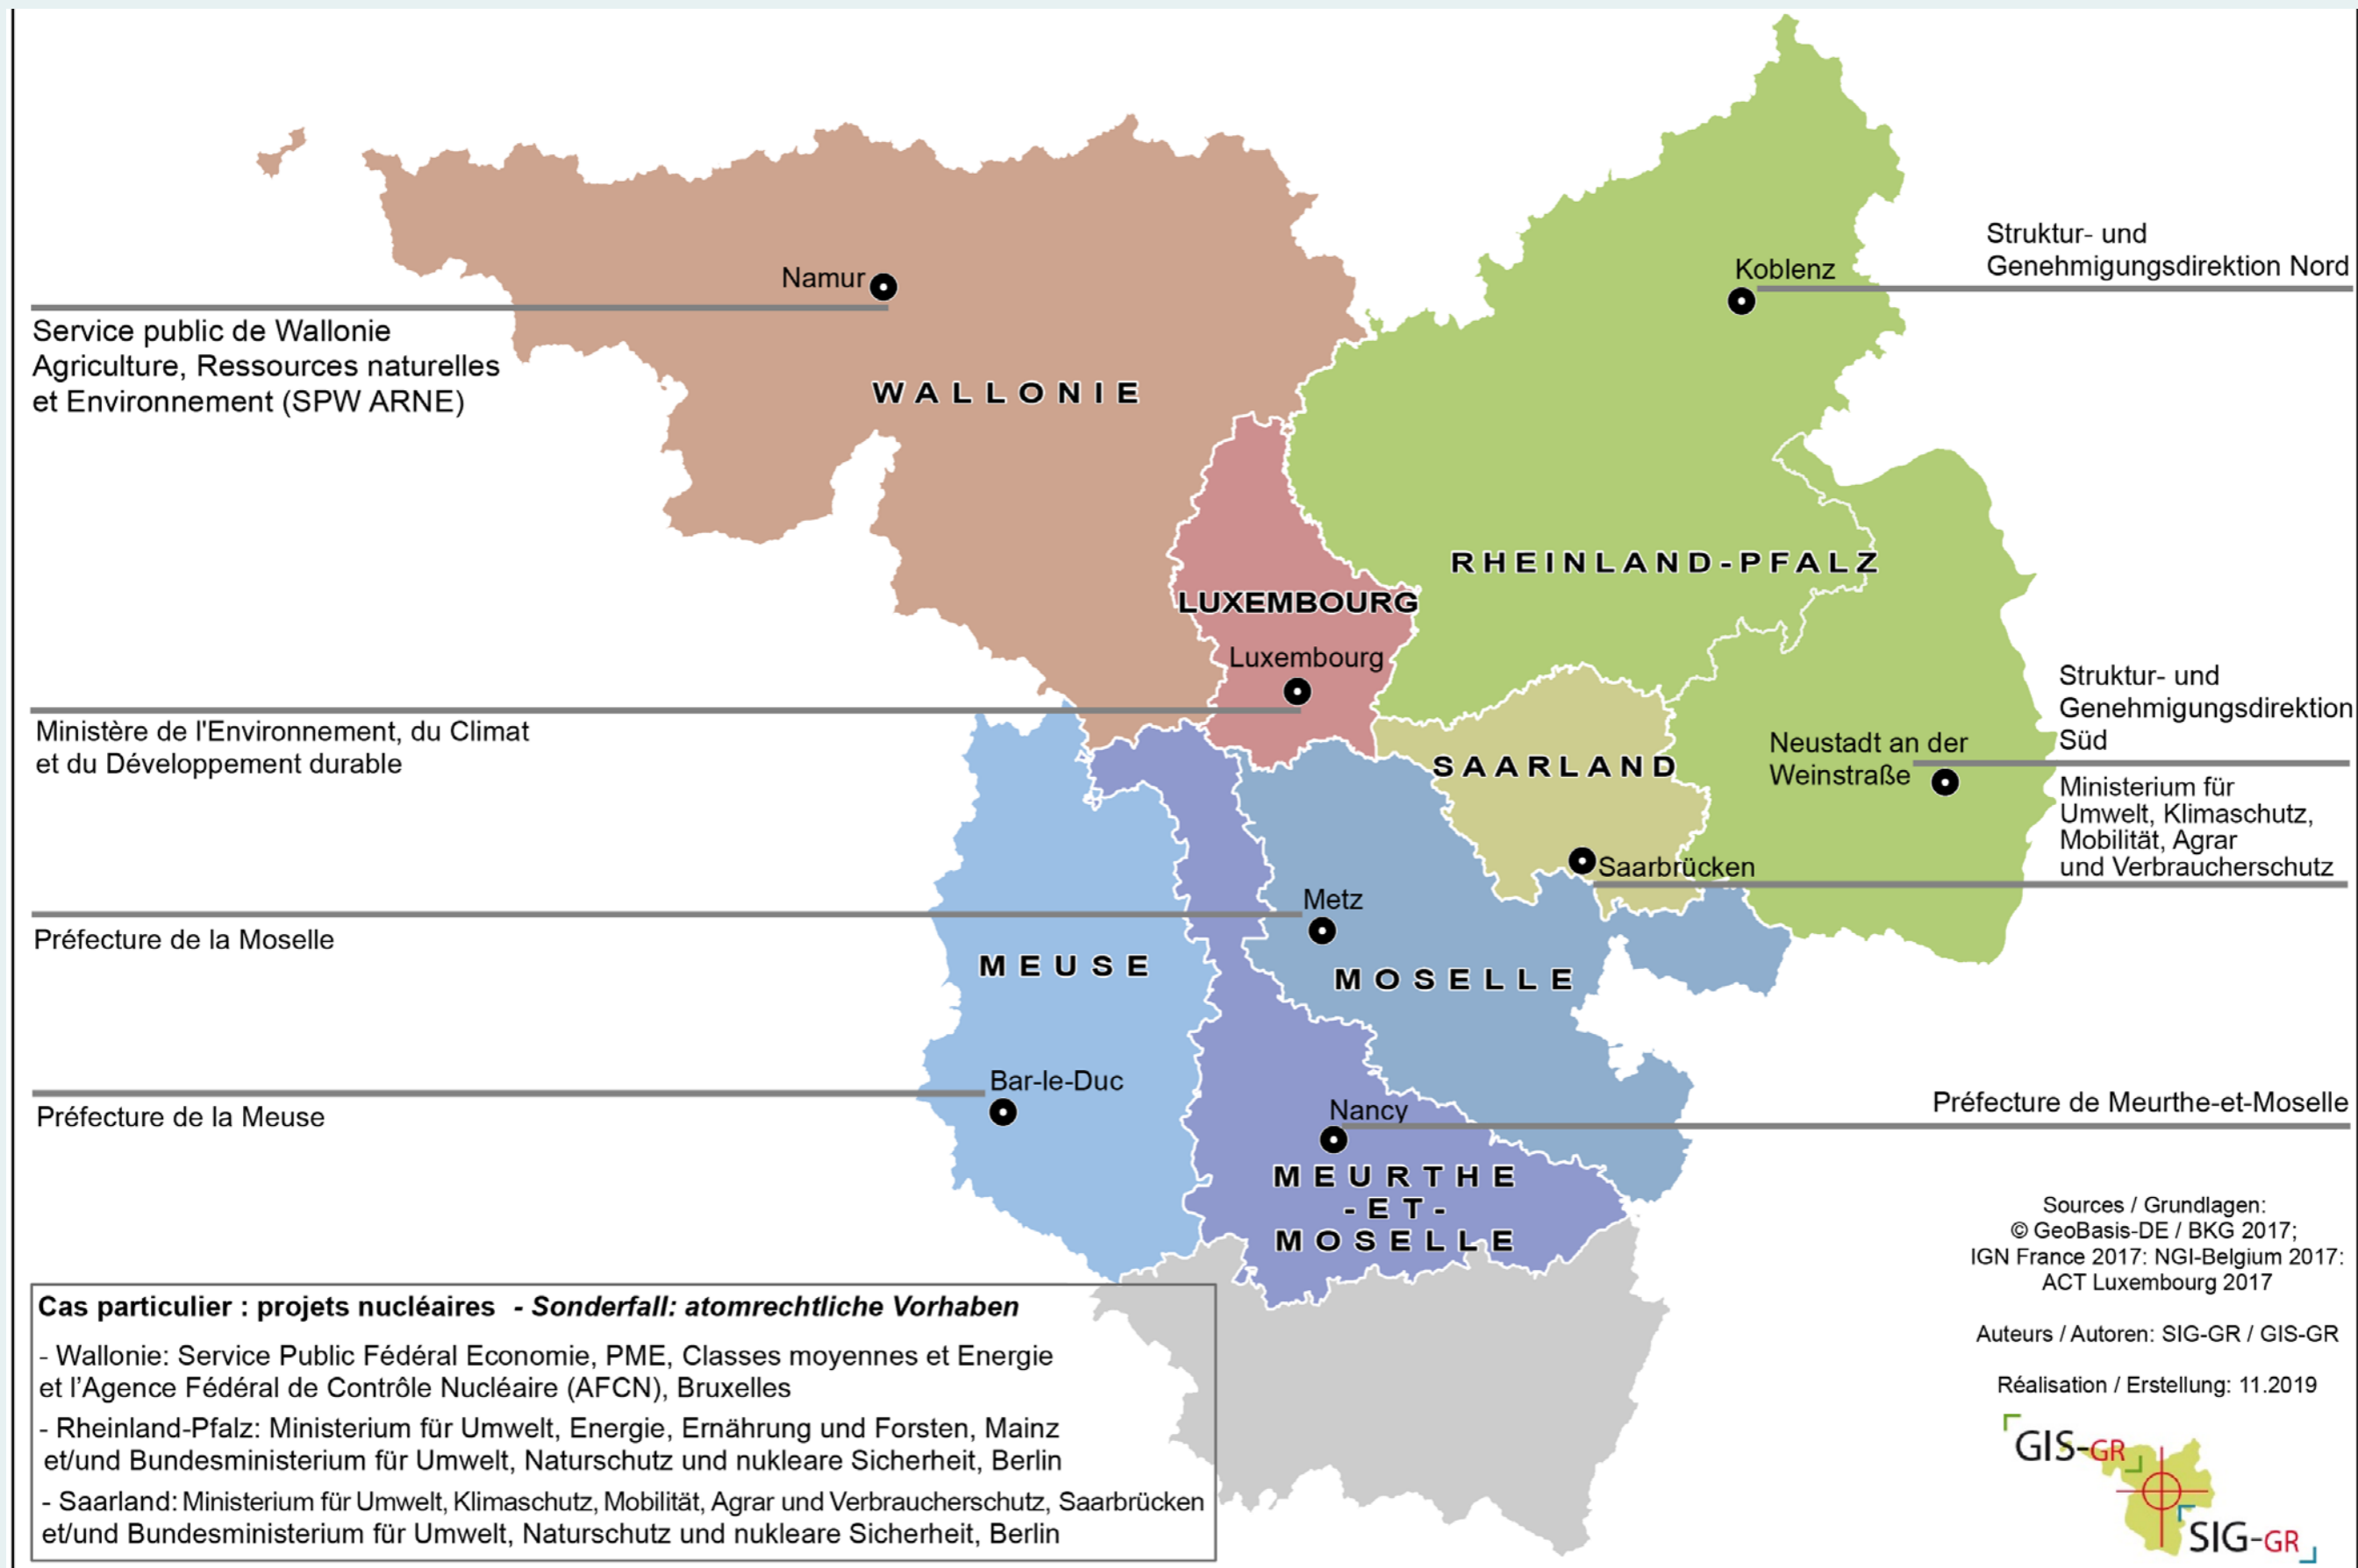 Namur
Service public de Wallonie
Agriculture, Ressources naturelles
et Environnement (SPW ARNE)
WALLONIE
Koblenz
Struktur- und
Genehmigungsdirektion Nord
RHEINLAND-PFALZ
LUXEMBOURG
Luxembourg
Ministère de l'Environnement, du Climat
et du Développement durable
SAARLAND
Neustadt an der
Weinstraße
Struktur- und
Genehmigungsdirektion
Süd
Ministerium für
Umwelt, Klimaschutz,
Mobilität, Agrar
und Verbraucherschutz
Saarbrücken
Metz
Préfecture de la Moselle
MEUSE
MOSELLE
Bar-le-Duc
Préfecture de la Meuse
Nancy
Préfecture de Meurthe-et-Moselle
MEURTHE
-ET-
MOSELLE
Cas particulier : projets nucléaires - Sonderfall: atomrechtliche Vorhaben
- Wallonie: Service Public Fédéral Economie, PME, Classes moyennes et Energie
et l’Agence Fédéral de Contrôle Nucléaire (AFCN), Bruxelles
- Rheinland-Pfalz: Ministerium für Umwelt, Energie, Ernährung und Forsten, Mainz
et/und Bundesministerium für Umwelt, Naturschutz und nukleare Sicherheit, Berlin
- Saarland: Ministerium für Umwelt, Klimaschutz, Mobilität, Agrar und Verbraucherschutz, Saarbrücken
et/und Bundesministerium für Umwelt, Naturschutz und nukleare Sicherheit, Berlin
Sources / Grundlagen:
© GeoBasis-DE / BKG 2017;
IGN France 2017: NGI-Belgium 2017:
ACT Luxembourg 2017
Auteurs / Autoren: SIG-GR / GIS-GR
Réalisation / Erstellung: 11.2019
GIS-GR
SIG-GR